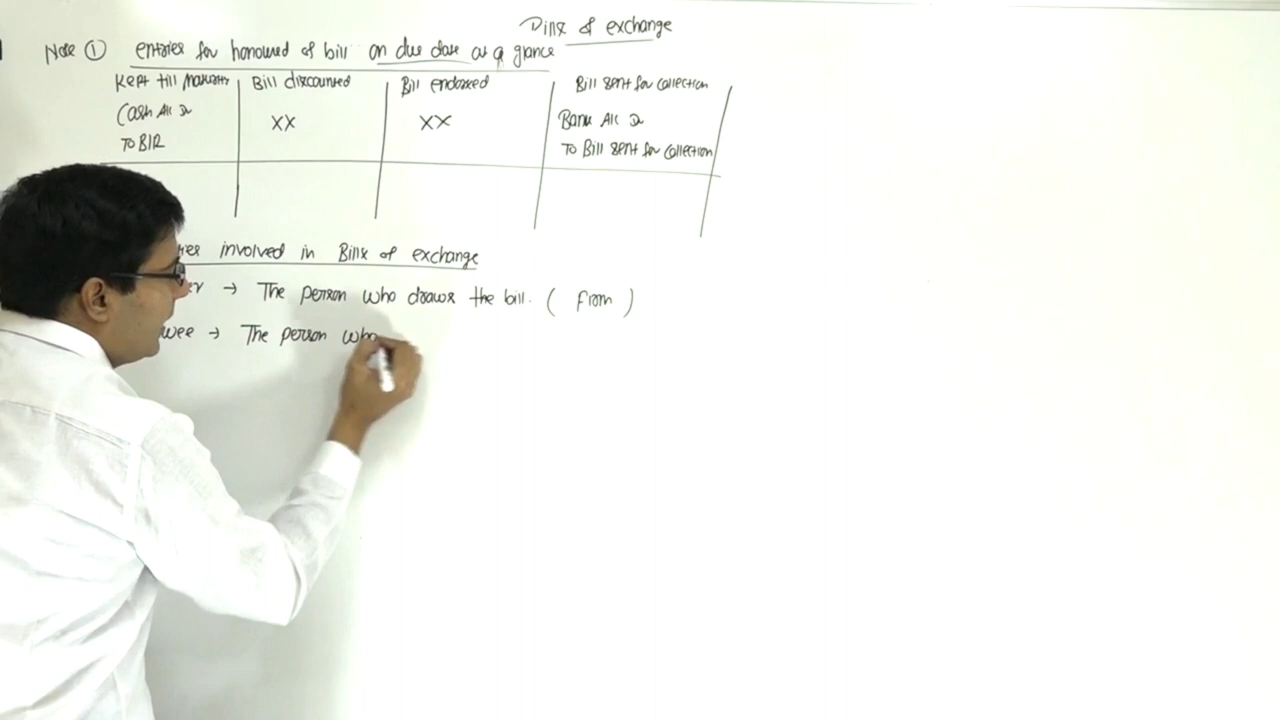 Bills of exchange
Note ① entries for honoured of bill on due date at a glance
Kept till maturity Bill discounted Bill endorsed Bill sent for collection
Cash A/c Dr XX XX Bank A/c Dr
To B/R To Bill sent for collection
involved in Bills of exchange
→ The person who draws the bill. ( From )
wee → The person who